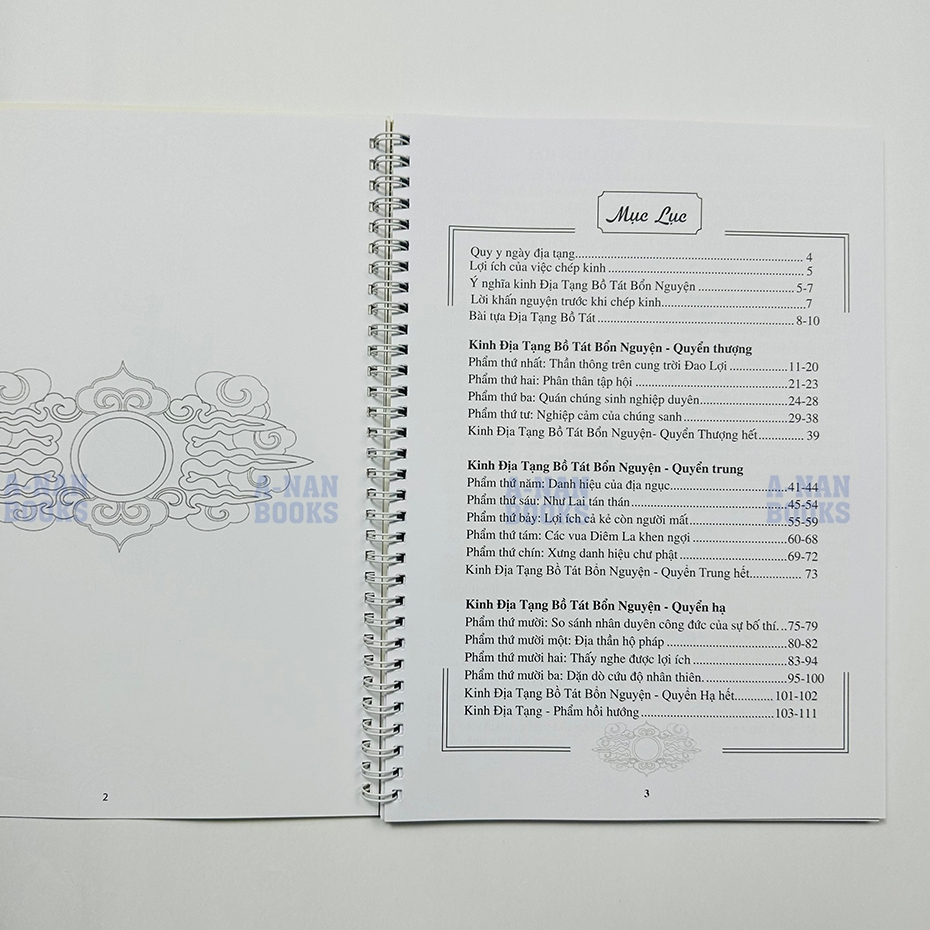 Mục Lục
Quy y ngày địa tạng............................................................ 4
Lợi ích của việc chép kinh.................................................... 5
Ý nghĩa kinh Địa Tạng Bồ Tát Bổn Nguyện............................ 5-7
Lời khấn nguyện trước khi chép kinh......................................7
Bài tựa Địa Tạng Bồ Tát.................................................... 8-10
Kinh Địa Tạng Bồ Tát Bổn Nguyện - Quyển thượng
Phẩm thứ nhất: Thần thông trên cung trời Đao Lợi................11-20
Phẩm thứ hai: Phân thân tập hội.........................................21-23
Phẩm thứ ba: Quán chúng sinh nghiệp duyên........................24-28
Phẩm thứ tư: Nghiệp cảm của chúng sanh............................29-38
Kinh Địa Tạng Bồ Tát Bổn Nguyện- Quyển Thượng hết............ 39
Kinh Địa Tạng Bồ Tát Bổn Nguyện - Quyển trung
Phẩm thứ năm: Danh hiệu của địa ngục................................41-44
Phẩm thứ sáu: Như Lai tán thán..........................................45-54
Phẩm thứ bảy: Lợi ích cả kẻ còn người mất..........................55-59
Phẩm thứ tám: Các vua Diêm La khen ngợi..........................60-68
Phẩm thứ chín: Xưng danh hiệu chư phật.............................69-72
Kinh Địa Tạng Bồ Tát Bổn Nguyện - Quyển Trung hết............. 73
Kinh Địa Tạng Bồ Tát Bổn Nguyện - Quyển hạ
Phẩm thứ mười: So sánh nhân duyên công đức của sự bố thí...75-79
Phẩm thứ mười một: Địa thần hộ pháp.................................80-82
Phẩm thứ mười hai: Thấy nghe được lợi ích..........................83-94
Phẩm thứ mười ba: Dặn dò cứu độ nhân thiên......................95-100
Kinh Địa Tạng Bồ Tát Bổn Nguyện - Quyển Hạ hết...........101-102
Kinh Địa Tạng - Phẩm hồi hướng.....................................103-111
2
3
A-NAN
BOOKS
A-NAN
BOOKS
A-NAN
BOOKS
A-NAN
BOOKS